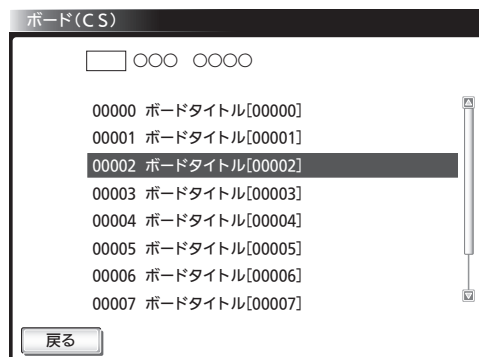 ボード(CS)
○○○ ○○○○
00000 ボードタイトル[00000]
00001 ボードタイトル[00001]
00002 ボードタイトル[00002]
00003 ボードタイトル[00003]
00004 ボードタイトル[00004]
00005 ボードタイトル[00005]
00006 ボードタイトル[00006]
00007 ボードタイトル[00007]
戻る